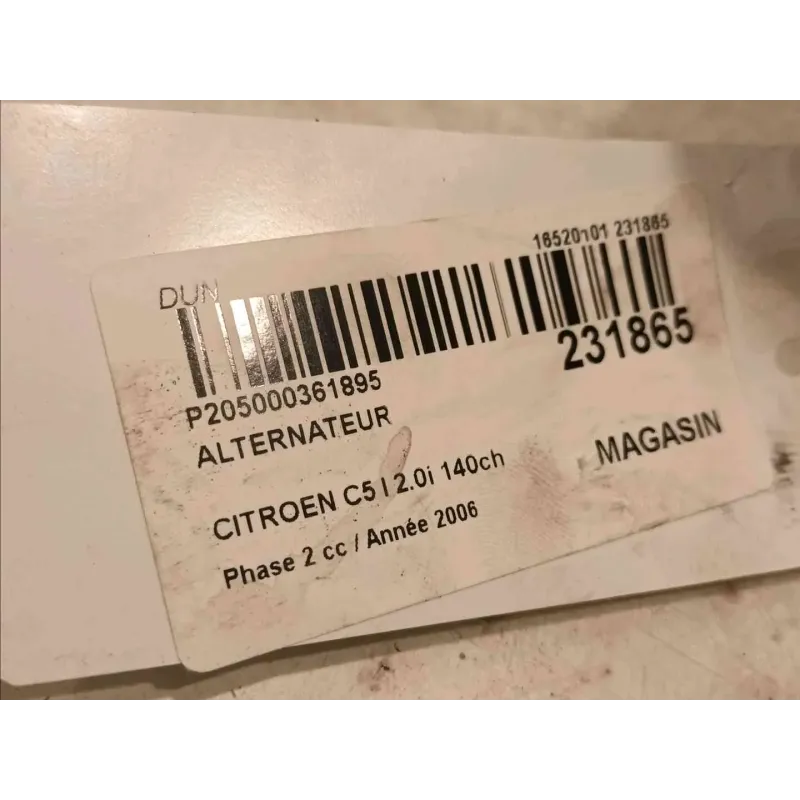 DUN
16520101 231865
P205000361895
231865
ALTERNATEUR
MAGASIN
CITROEN C5 I 2.0i 140ch
Phase 2 cc / Année 2006